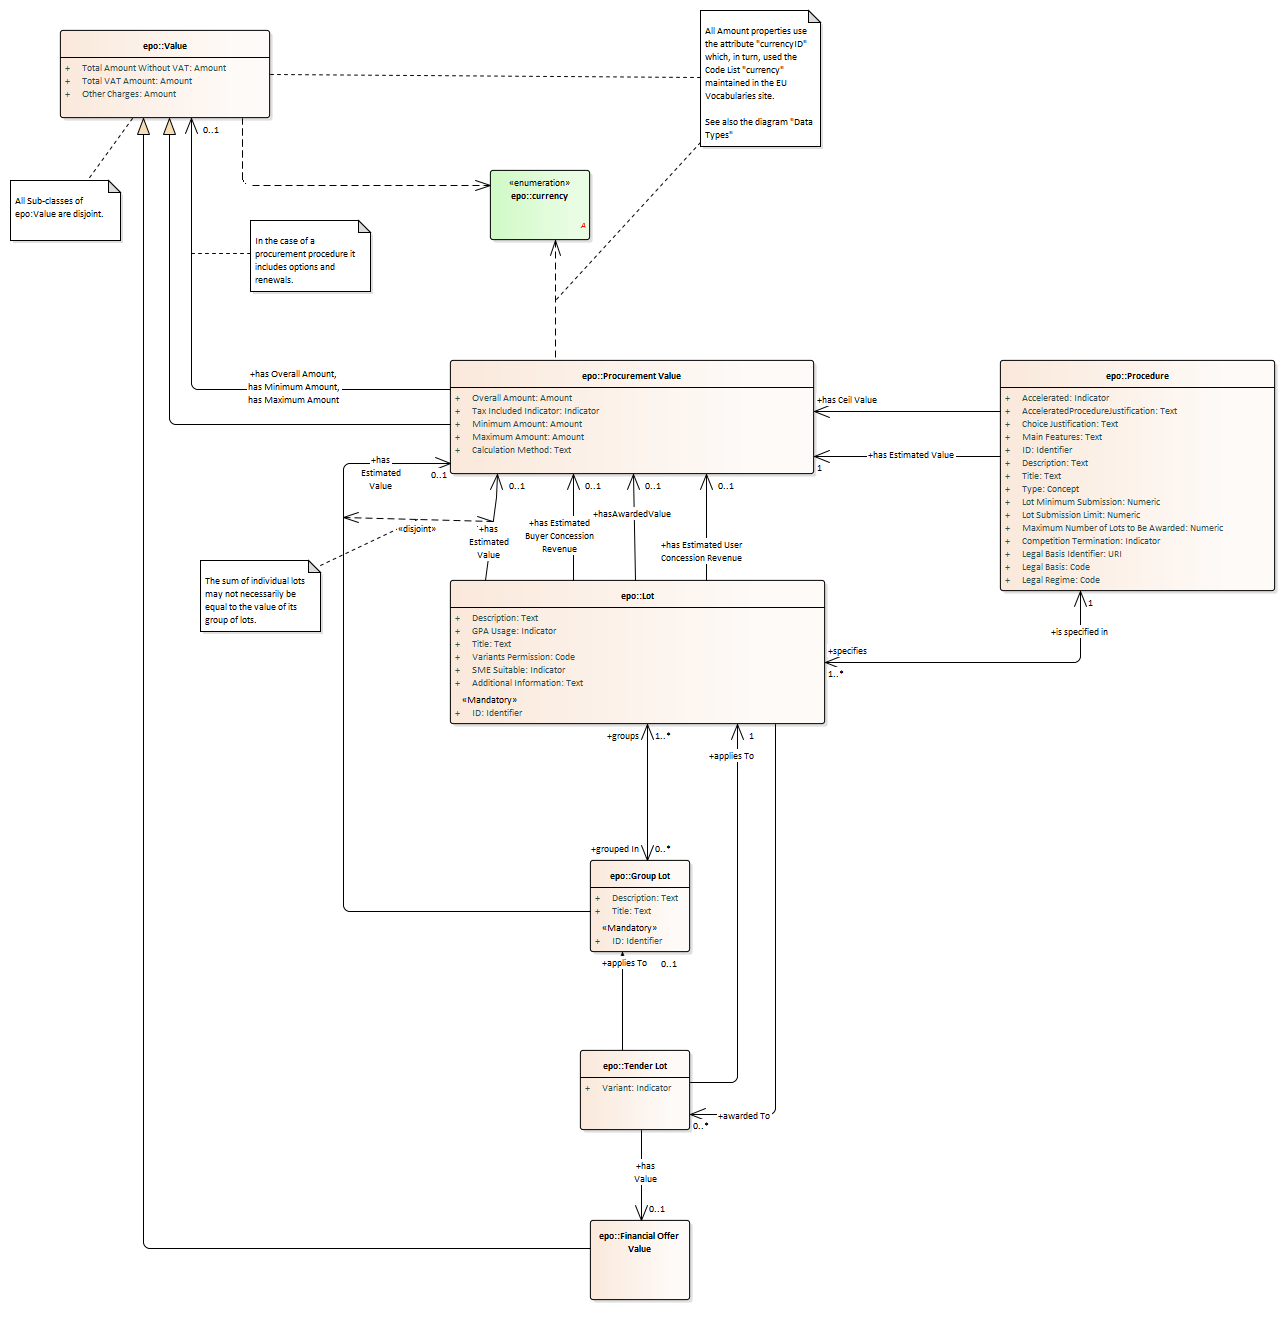 epo::Value
+ Total Amount Without VAT: Amount
+ Total VAT Amount: Amount
+ Other Charges: Amount
All Amount properties use
the attribute "currencyID"
which, in turn, used the
Code List "currency"
maintained in the EU
Vocabularies site.
See also the diagram "Data
Types"
0..1
All Sub-classes of
epo:Value are disjoint.
«enumeration»
epo::currency
A
In the case of a
procurement procedure it
includes options and
renewals.
+has Overall Amount,
has Minimum Amount,
has Maximum Amount
epo::Procurement Value
+ Overall Amount: Amount
+ Tax Included Indicator: Indicator
+ Minimum Amount: Amount
+ Maximum Amount: Amount
+ Calculation Method: Text
+has Ceil Value
+has Estimated Value
1
epo::Procedure
+ Accelerated: Indicator
+ AcceleratedProcedureJustification: Text
+ Choice Justification: Text
+ Main Features: Text
+ ID: Identifier
+ Description: Text
+ Title: Text
+ Type: Concept
+ Lot Minimum Submission: Numeric
+ Lot Submission Limit: Numeric
+ Maximum Number of Lots to Be Awarded: Numeric
+ Competition Termination: Indicator
+ Legal Basis Identifier: URI
+ Legal Basis: Code
+ Legal Regime: Code
+has
Estimated
Value
0..1
0..1
0..1
0..1
0..1
«disjoint»
+has
Estimated
Value
+has Estimated
Buyer Concession
Revenue
+hasAwardedValue
+has Estimated User
Concession Revenue
The sum of individual lots
may not necessarily be
equal to the value of its
group of lots.
epo::Lot
+ Description: Text
+ GPA Usage: Indicator
+ Title: Text
+ Variants Permission: Code
+ SME Suitable: Indicator
+ Additional Information: Text
«Mandatory»
+ ID: Identifier
1
+is specified in
+specifies
1..*
+groups
1..*
1
+applies To
+grouped In
0..*
epo::Group Lot
+ Description: Text
+ Title: Text
«Mandatory»
+ ID: Identifier
+applies To
0..1
epo::Tender Lot
+ Variant: Indicator
+awarded To
0..*
+has
Value
0..1
epo::Financial Offer
Value